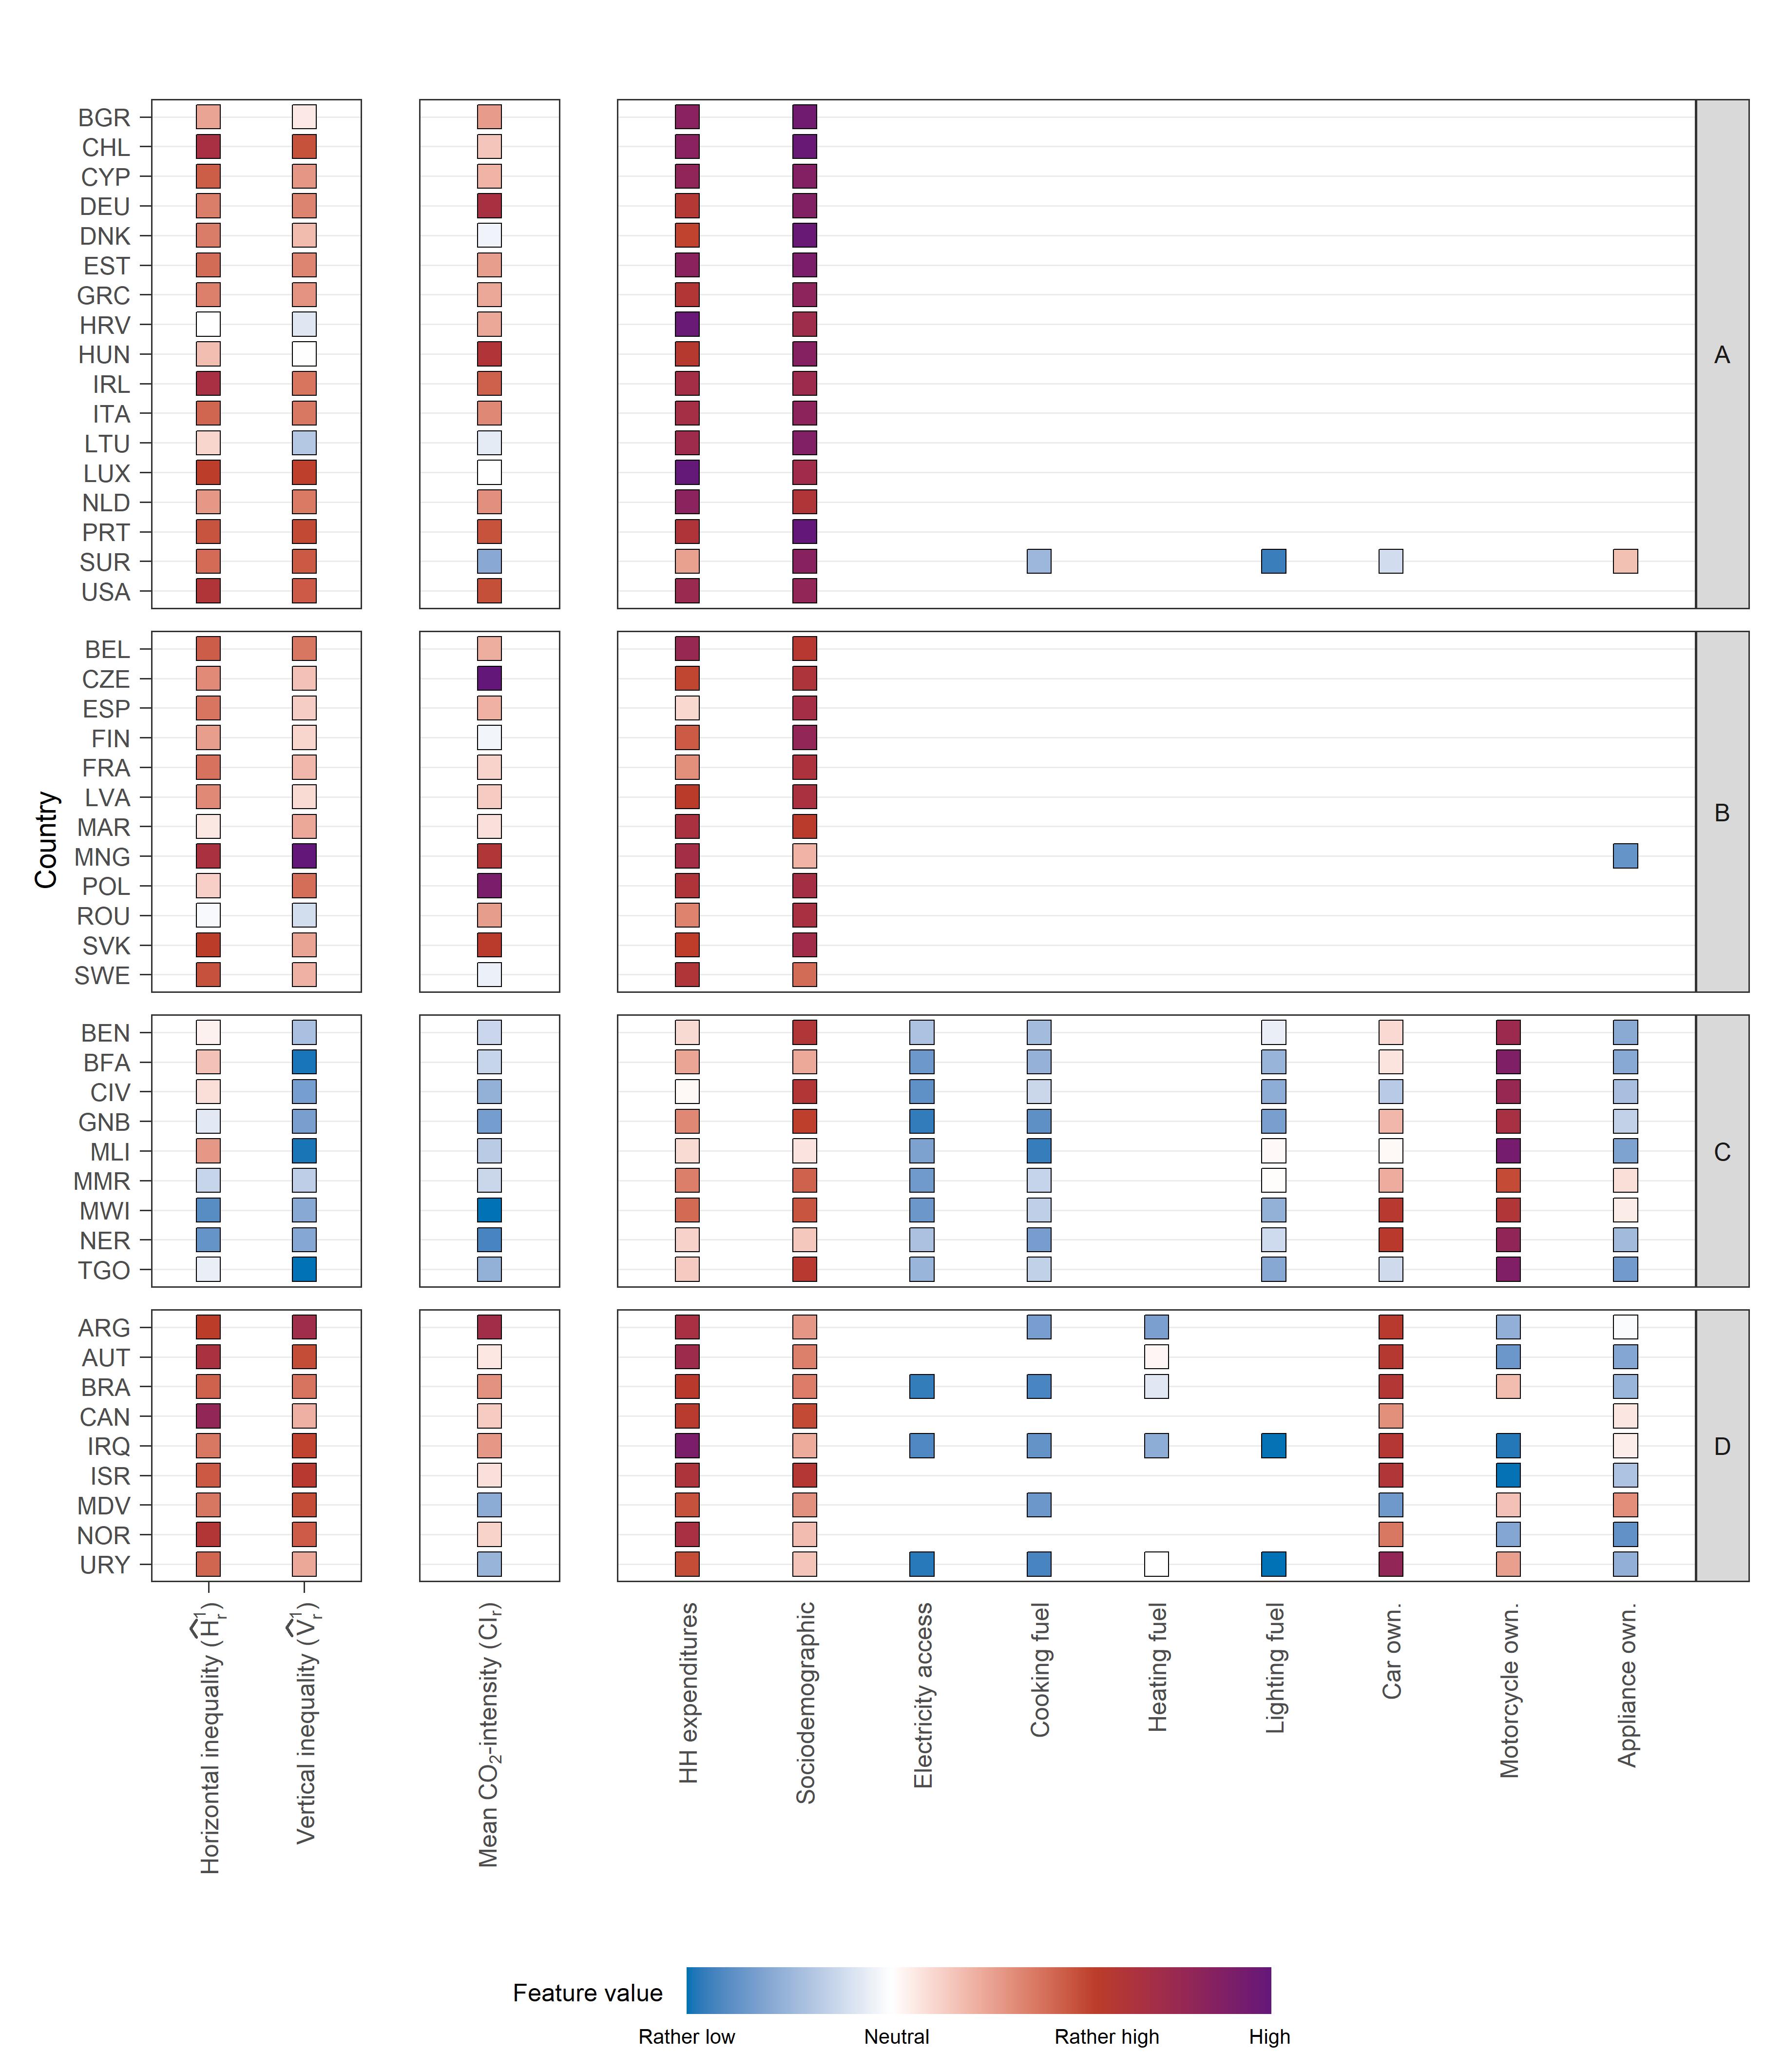 Country
BGR
CHL
CYP
DEU
DNK
EST
GRC
HRV
HUN
IRL
ITA
LTU
LUX
NLD
PRT
SUR
USA
A
BEL
CZE
ESP
FIN
FRA
LVA
MAR
MNG
POL
ROU
SVK
SWE
B
BEN
BFA
CIV
GNB
MLI
MMR
MWI
NER
TGO
C
ARG
AUT
BRA
CAN
IRQ
ISR
MDV
NOR
URY
D
Horizontal inequality (Ĥ¹ᵣ)
Vertical inequality (V̂¹ᵣ)
Mean CO₂-intensity (CIᵣ)
HH expenditures
Sociodemographic
Electricity access
Cooking fuel
Heating fuel
Lighting fuel
Car own.
Motorcycle own.
Appliance own.
Feature value
Rather low
Neutral
Rather high
High